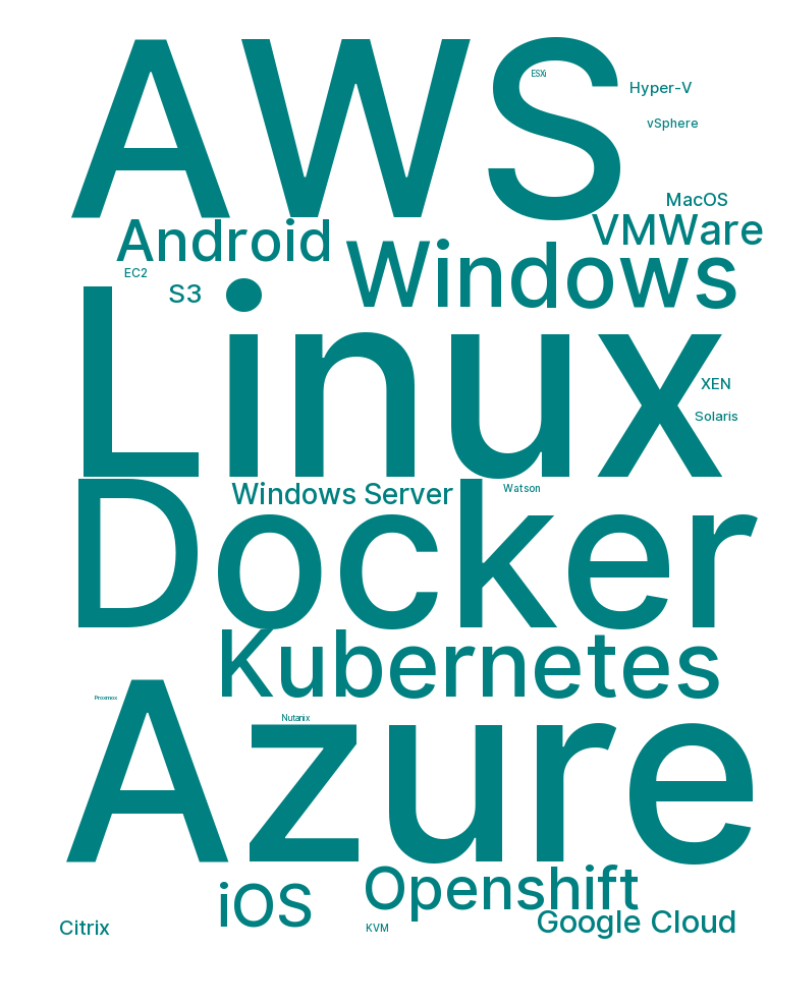 AWS
ESXi
Hyper-V
vSphere
MacOS
VMWare
Android
Windows
EC2
S3
Linux
XEN
Solaris
Windows Server
Watson
Docker
Kubernetes
Proxmox
Azure
Nutanix
iOS
Openshift
Google Cloud
Citrix
KVM